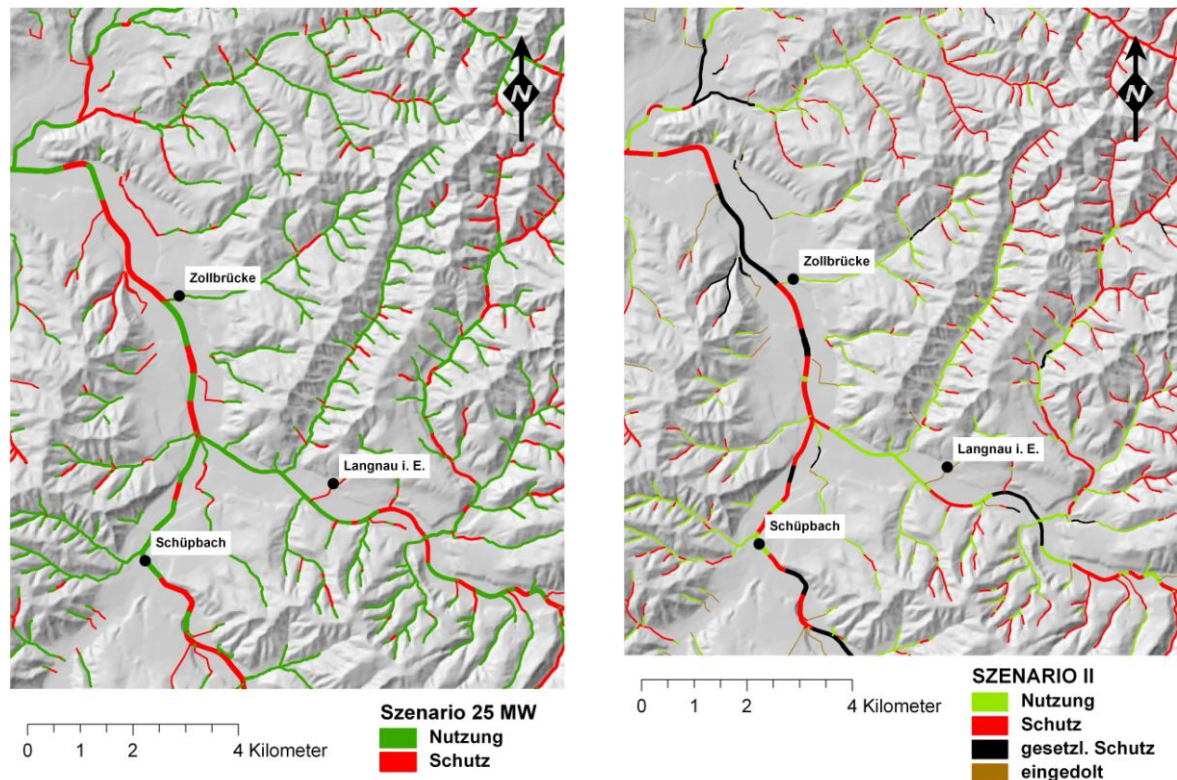 N
Zollbrücke
Langnau i. E.
Schüpbach
0 1 2 4 Kilometer
Szenario 25 MW
Nutzung
Schutz
N
Zollbrücke
Langnau i. E.
Schüpbach
0 1 2 4 Kilometer
SZENARIO II
Nutzung
Schutz
gesetzl. Schutz
eingedolt